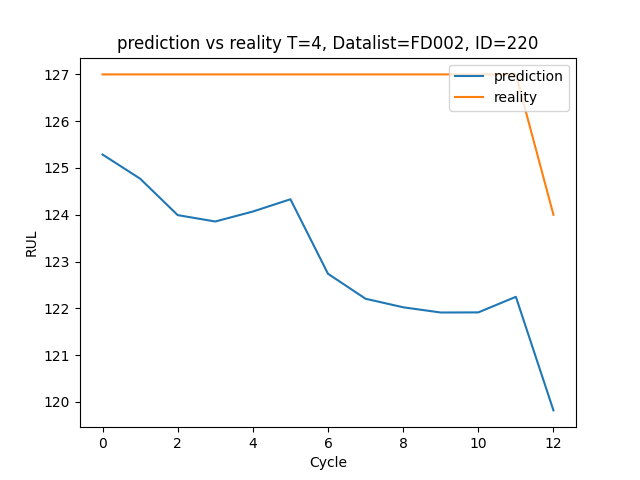 prediction vs reality T=4, Datalist=FD002, ID=220
127
126
125
124
123
122
121
120
RUL
prediction
reality
0 2 4 6 8 10 12
Cycle